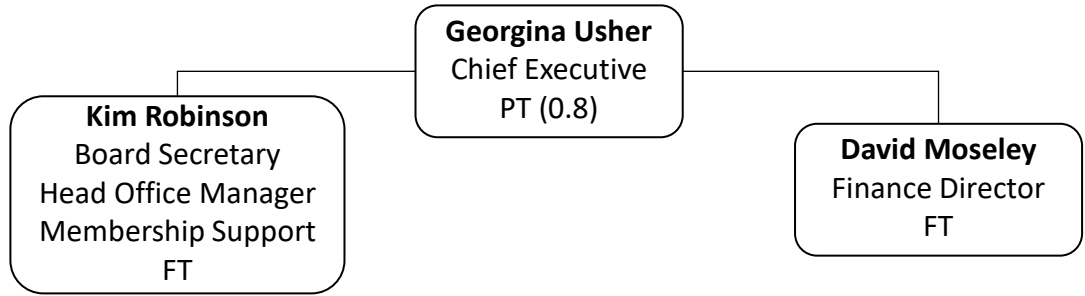 Georgina Usher
Chief Executive
PT (0.8)
Kim Robinson
Board Secretary
Head Office Manager
Membership Support
FT
David Moseley
Finance Director
FT